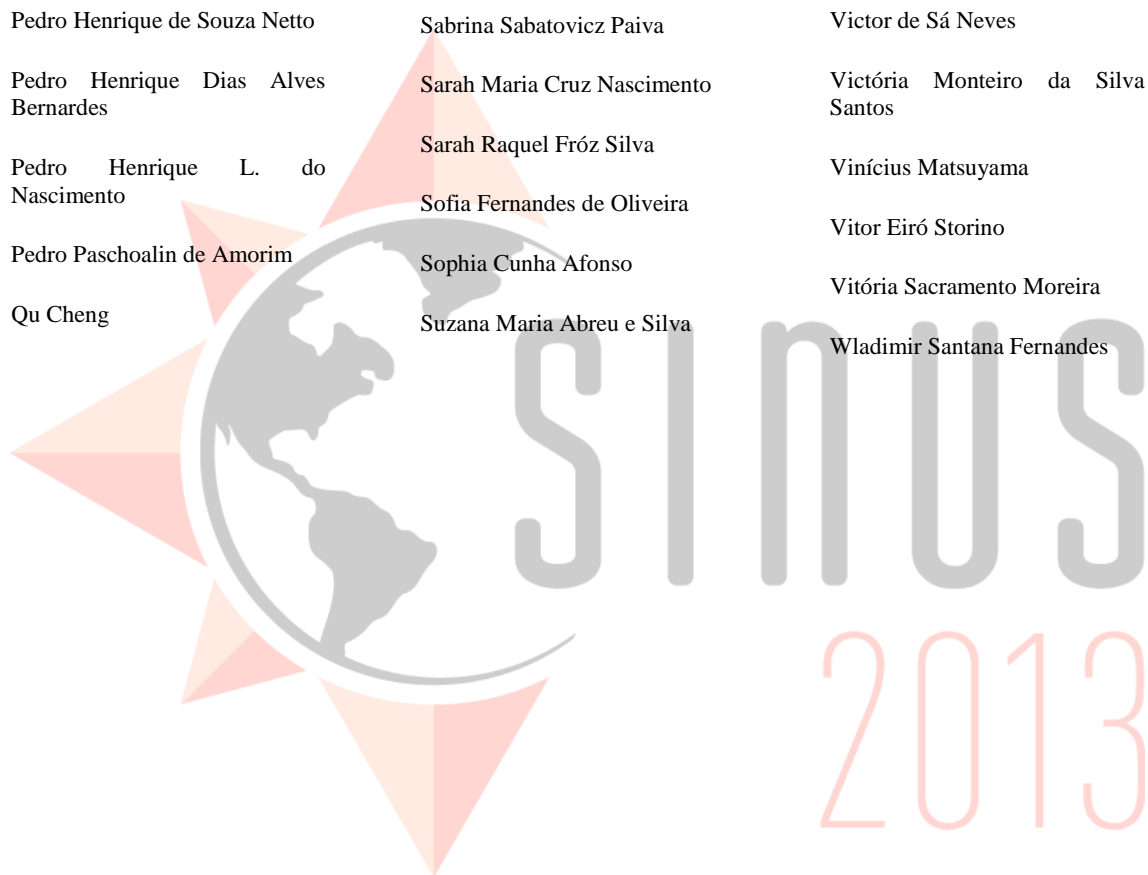 Pedro Henrique de Souza Netto
Pedro Henrique Dias Alves
Bernardes
Pedro Henrique L. do
Nascimento
Pedro Paschoalin de Amorim
Qu Cheng
Sabrina Sabatovicz Paiva
Sarah Maria Cruz Nascimento
Sarah Raquel Fróz Silva
Sofia Fernandes de Oliveira
Sophia Cunha Afonso
Suzana Maria Abreu e Silva
Victor de Sá Neves
Victória Monteiro da Silva
Santos
Vinícius Matsuyama
Vitor Eiró Storino
Vitória Sacramento Moreira
Wladimir Santana Fernandes
SINUS
2013